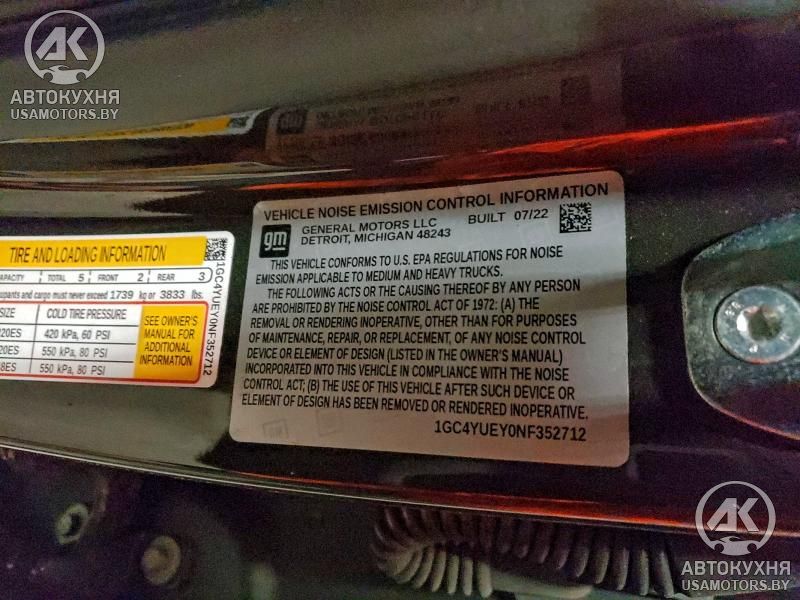 AK
АВТОКУХНЯ
USAMOTORS.BY
VEHICLE NOISE EMISSION CONTROL INFORMATION
gm
GENERAL MOTORS LLC BUILT 07/22
DETROIT, MICHIGAN 48243
THIS VEHICLE CONFORMS TO U.S. EPA REGULATIONS FOR NOISE
EMISSION APPLICABLE TO MEDIUM AND HEAVY TRUCKS.
THE FOLLOWING ACTS OR THE CAUSING THEREOF BY ANY PERSON
ARE PROHIBITED BY THE NOISE CONTROL ACT OF 1972: (A) THE
REMOVAL OR RENDERING INOPERATIVE, OTHER THAN FOR PURPOSES
OF MAINTENANCE, REPAIR, OR REPLACEMENT, OF ANY NOISE CONTROL
DEVICE OR ELEMENT OF DESIGN (LISTED IN THE OWNER'S MANUAL)
INCORPORATED INTO THIS VEHICLE IN COMPLIANCE WITH THE NOISE
CONTROL ACT; (B) THE USE OF THIS VEHICLE AFTER SUCH DEVICE OR
ELEMENT OF DESIGN HAS BEEN REMOVED OR RENDERED INOPERATIVE.
1GC4YUEY0NF352712
TIRE AND LOADING INFORMATION
CAPACITY TOTAL 5 FRONT 2 REAR 3
upants and cargo must never exceed 1739 kg or 3833 lbs.
SIZE COLD TIRE PRESSURE
20ES 420 kPa, 60 PSI
20ES 550 kPa, 80 PSI
8ES 550 kPa, 80 PSI
SEE OWNER'S
MANUAL FOR
ADDITIONAL
INFORMATION
1GC4YUEY0NF352712
AK
АВТОКУХНЯ
USAMOTORS.BY